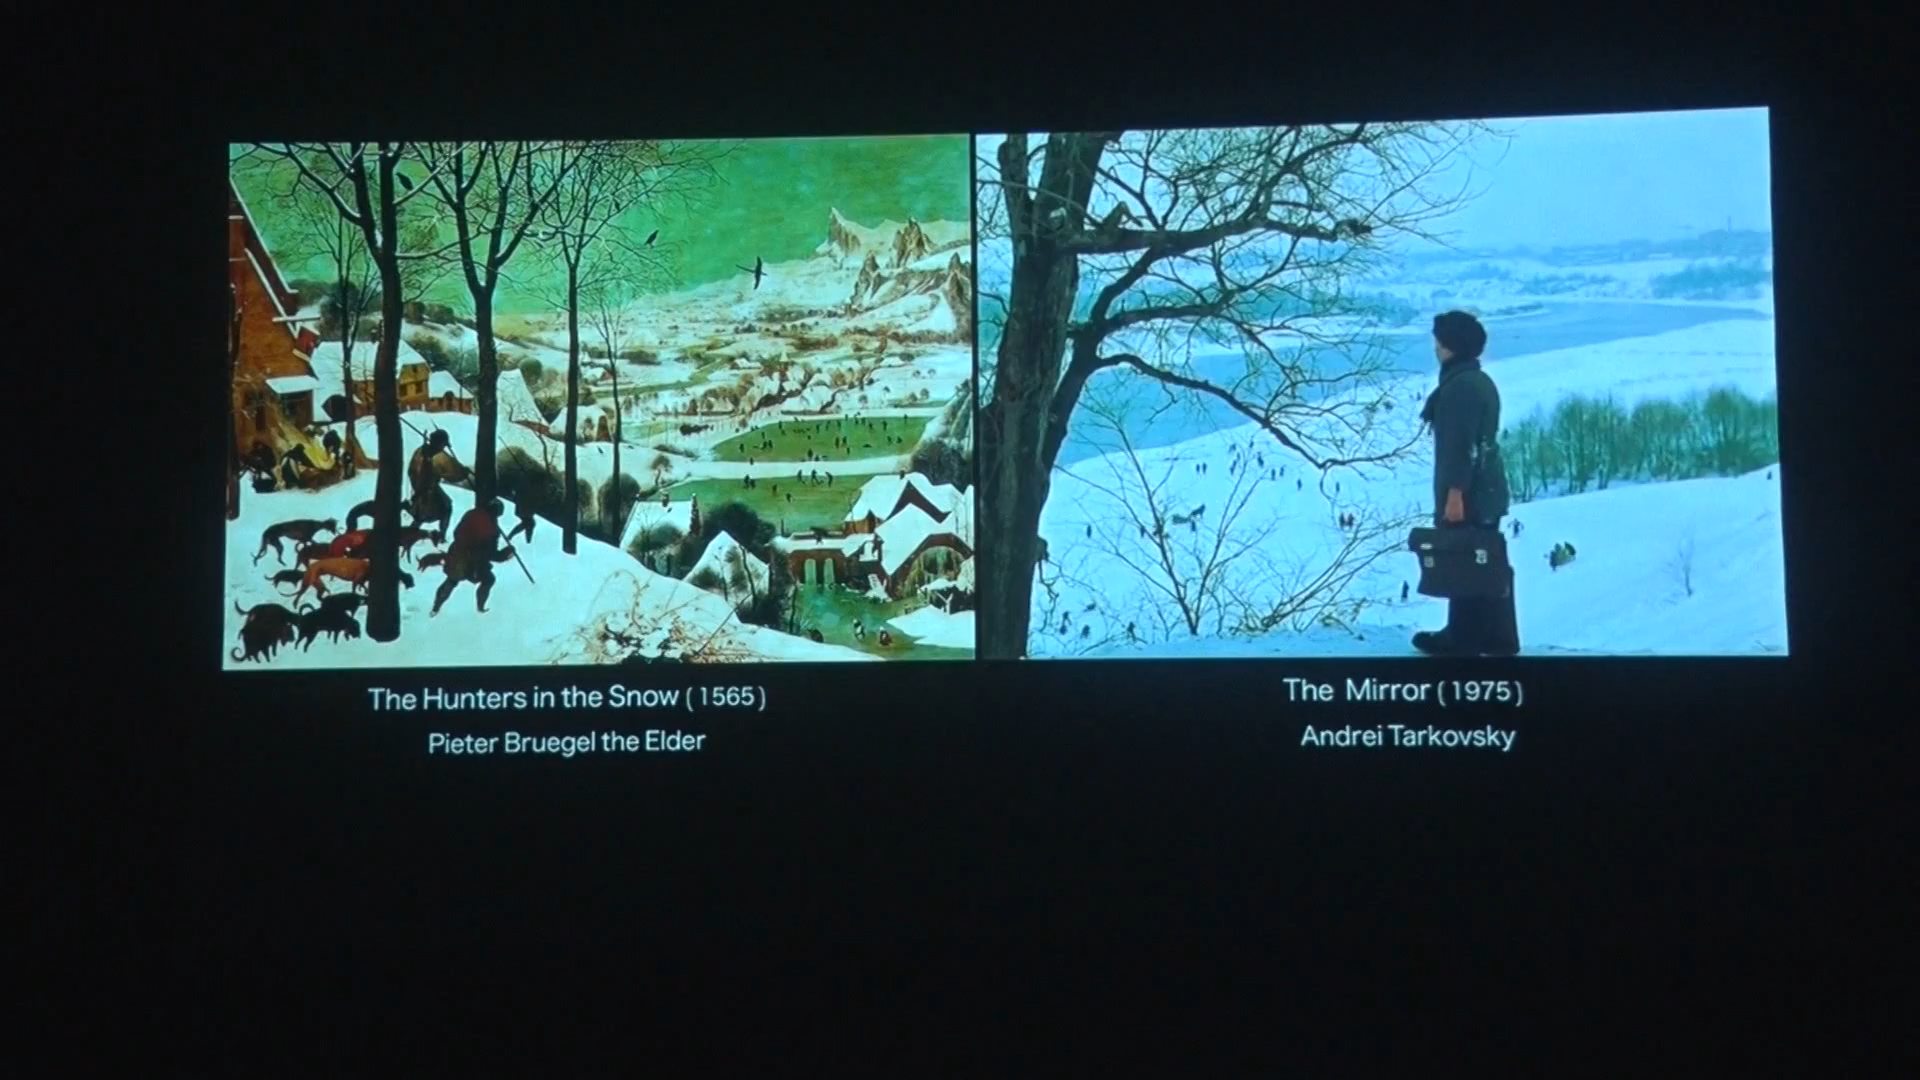 The Hunters in the Snow (1565)
Pieter Bruegel the Elder
The Mirror (1975)
Andrei Tarkovsky